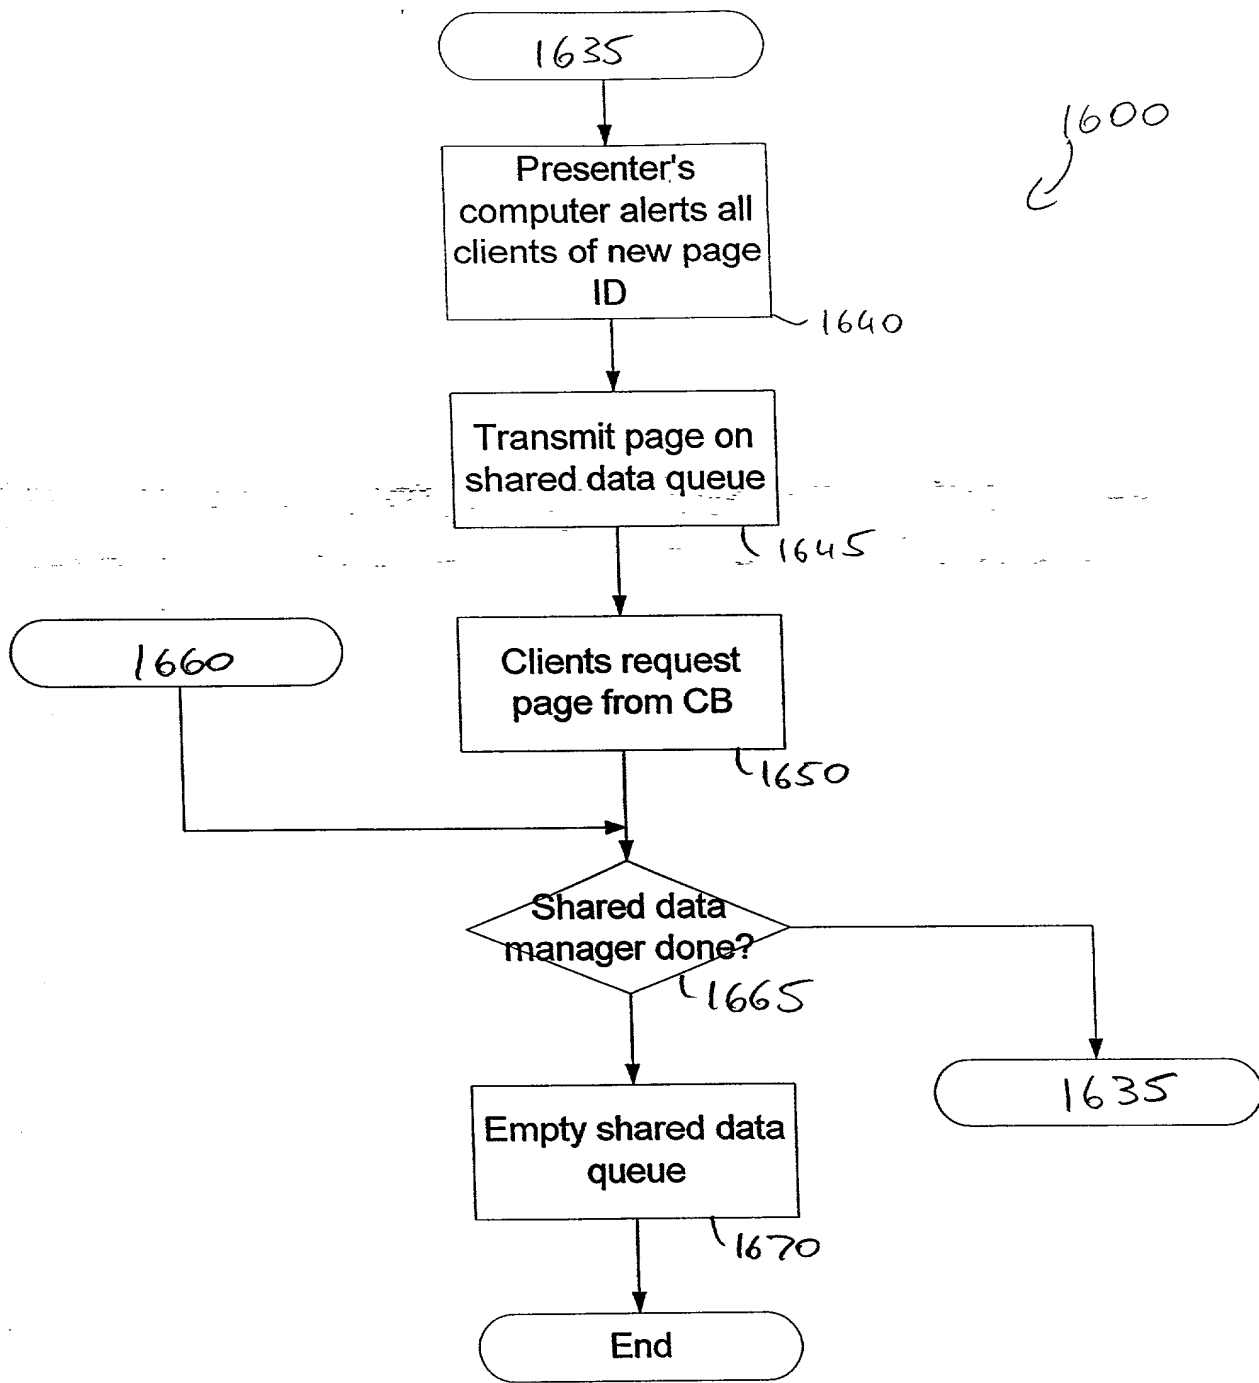 1635
1600
Presenter's
computer alerts all
clients of new page
ID
1640
Transmit page on
shared data queue
1645
1660
Clients request
page from CB
1650
Shared data
manager done?
1665
1635
Empty shared data
queue
1670
End